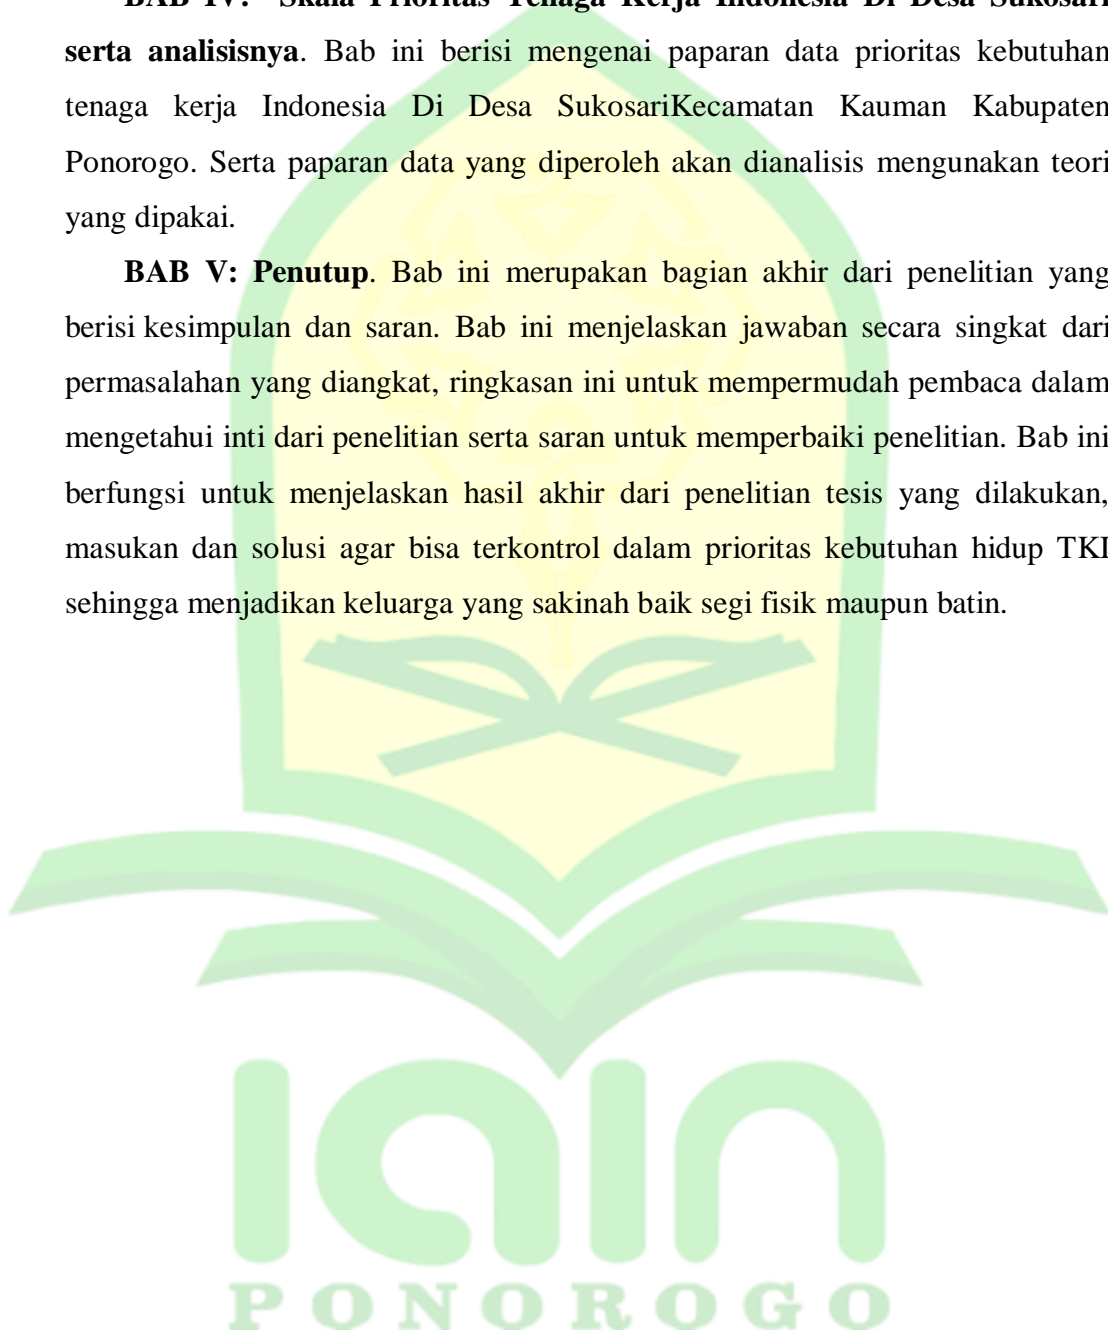 BAB IV: Skala Prioritas Tenaga Kerja Indonesia Di Desa Sukosari
serta analisisnya. Bab ini berisi mengenai paparan data prioritas kebutuhan
tenaga kerja Indonesia Di Desa SukosariKecamatan Kauman Kabupaten
Ponorogo. Serta paparan data yang diperoleh akan dianalisis mengunakan teori
yang dipakai.
BAB V: Penutup. Bab ini merupakan bagian akhir dari penelitian yang
berisi kesimpulan dan saran. Bab ini menjelaskan jawaban secara singkat dari
permasalahan yang diangkat, ringkasan ini untuk mempermudah pembaca dalam
mengetahui inti dari penelitian serta saran untuk memperbaiki penelitian. Bab ini
berfungsi untuk menjelaskan hasil akhir dari penelitian tesis yang dilakukan,
masukan dan solusi agar bisa terkontrol dalam prioritas kebutuhan hidup TKI
sehingga menjadikan keluarga yang sakinah baik segi fisik maupun batin.
iain
PONOROGO